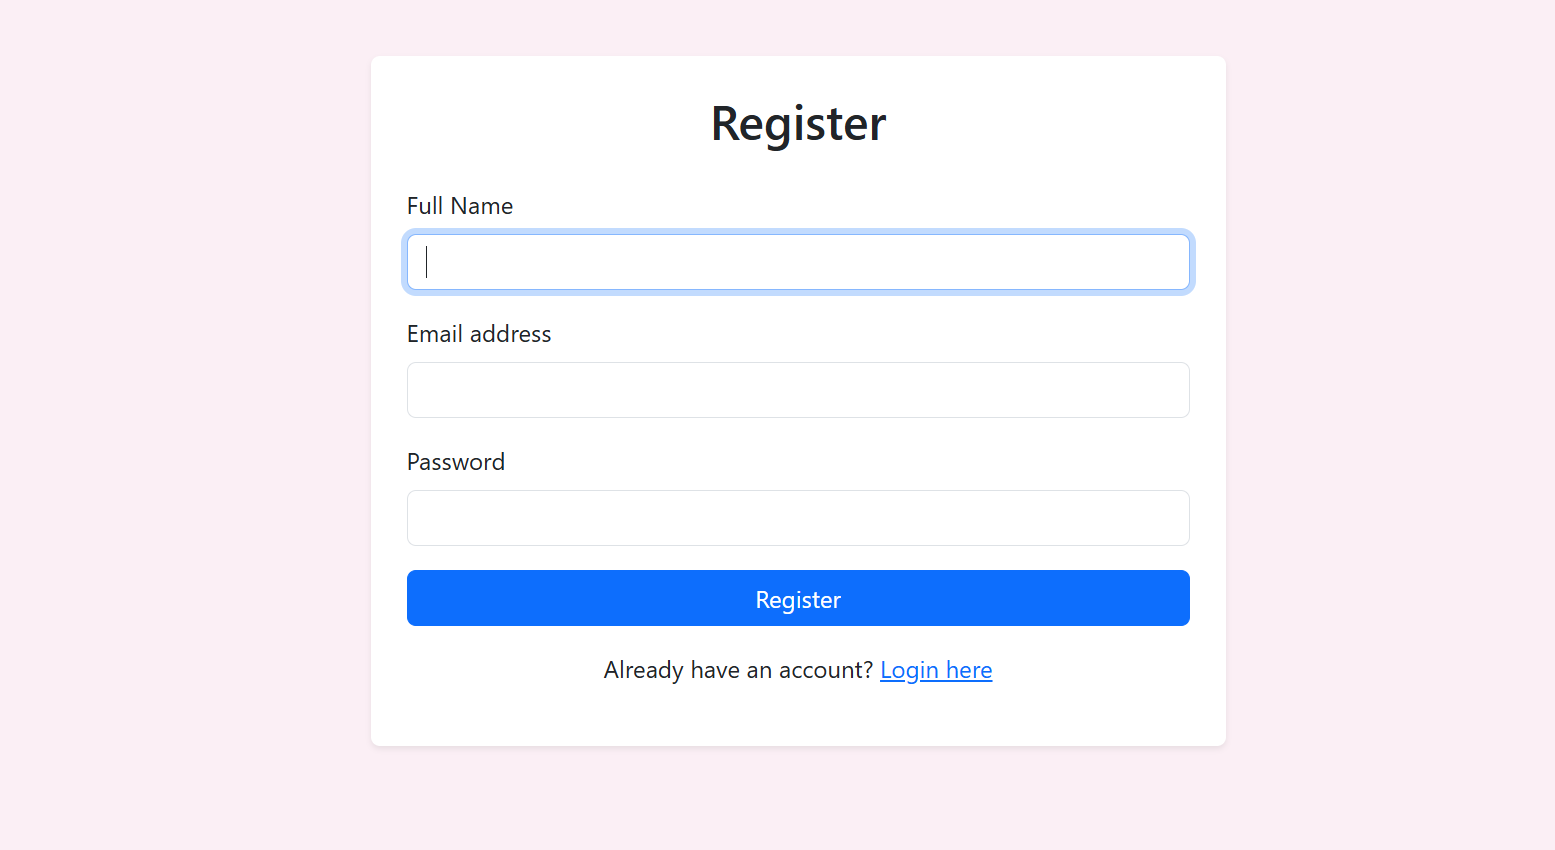 Register
Full Name
Email address
Password
Register
Already have an account? Login here